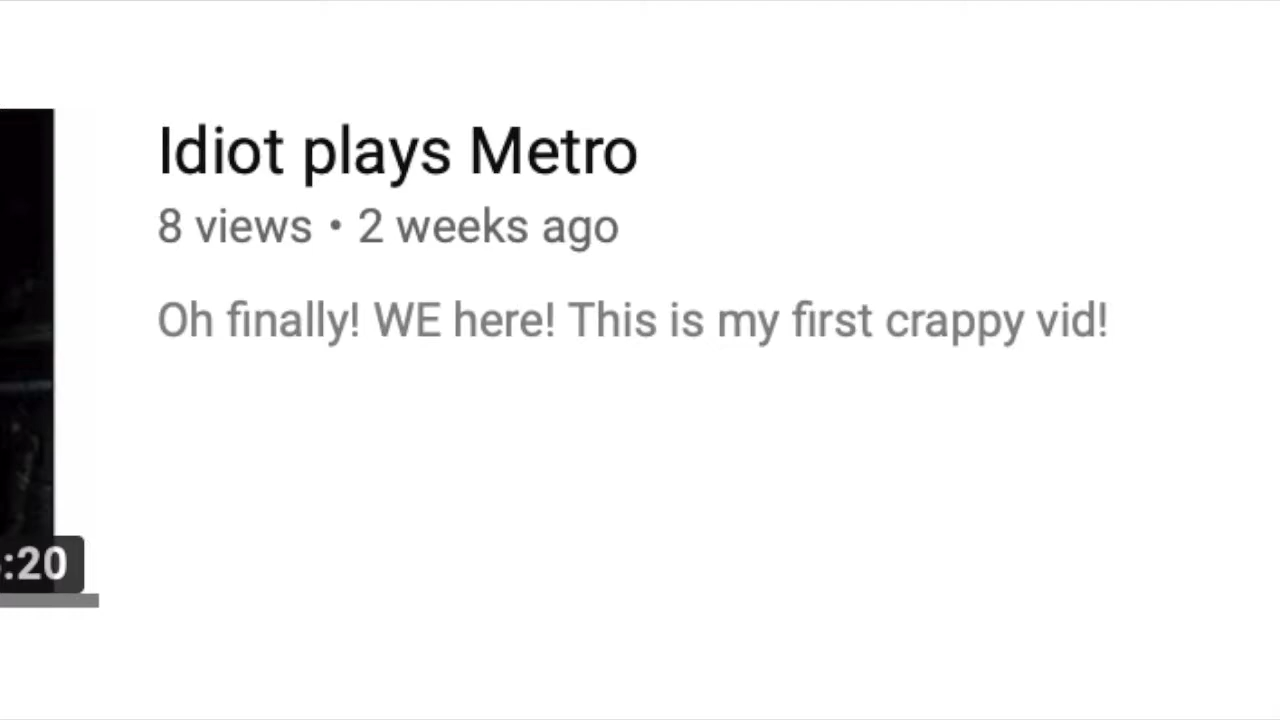 Idiot plays Metro
8 views • 2 weeks ago
Oh finally! WE here! This is my first crappy vid!
:20